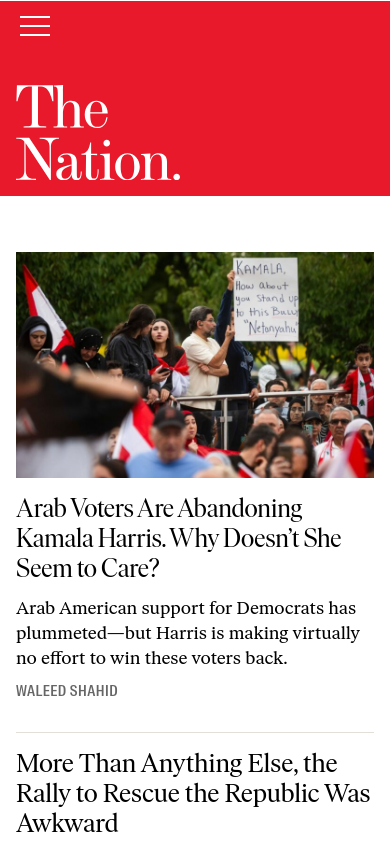 The
Nation.
KAMALA,
How about
you stand up
to this Bully
"Netanyahu"
Arab Voters Are Abandoning
Kamala Harris. Why Doesn’t She
Seem to Care?
Arab American support for Democrats has
plummeted—but Harris is making virtually
no effort to win these voters back.
WALEED SHAHID
More Than Anything Else, the
Rally to Rescue the Republic Was
Awkward